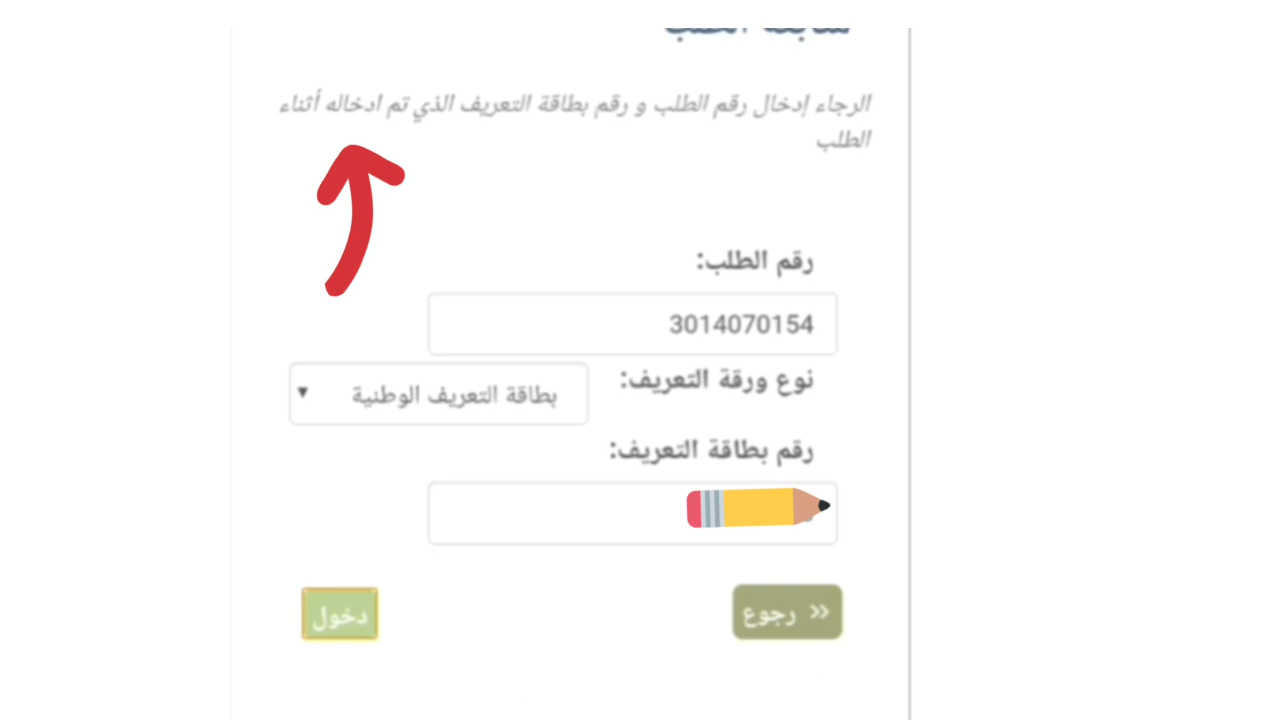 الرجاء إدخال رقم الطلب و رقم بطاقة التعريف الذي تم ادخاله أثناء
الطلب
رقم الطلب:
3014070154
نوع ورقة التعريف:
بطاقة التعريف الوطنية
رقم بطاقة التعريف:
رجوع
دخول